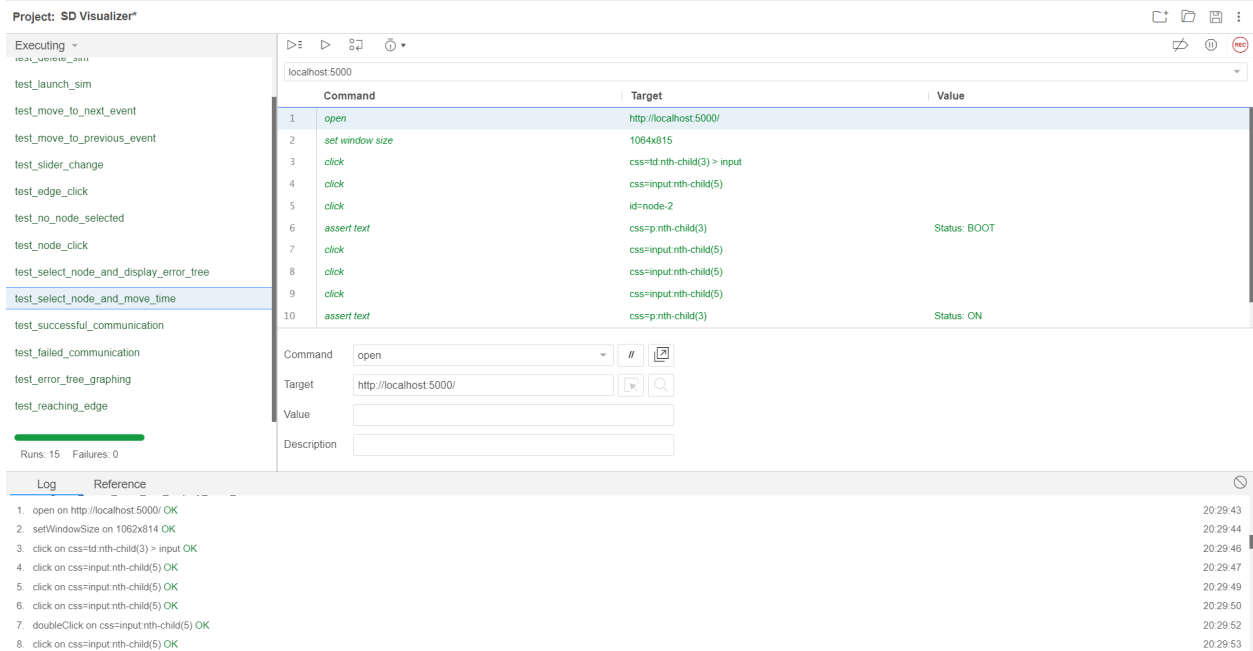 Project: SD Visualizer*
Executing
test_delete_sim
test_launch_sim
test_move_to_next_event
test_move_to_previous_event
test_slider_change
test_edge_click
test_no_node_selected
test_node_click
test_select_node_and_display_error_tree
test_select_node_and_move_time
test_successful_communication
test_failed_communication
test_error_tree_graphing
test_reaching_edge
Runs: 15 Failures: 0
REC
localhost:5000
Command Target Value
1 open http://localhost:5000/
2 set window size 1064x815
3 click css=td:nth-child(3) > input
4 click css=input:nth-child(5)
5 click id=node-2
6 assert text css=p:nth-child(3) Status: BOOT
7 click css=input:nth-child(5)
8 click css=input:nth-child(5)
9 click css=input:nth-child(5)
10 assert text css=p:nth-child(3) Status: ON
Command open //
Target http://localhost:5000/
Value
Description
Log Reference
1. open on http://localhost:5000/ OK 20:29:43
2. setWindowSize on 1062x814 OK 20:29:44
3. click on css=td:nth-child(3) > input OK 20:29:46
4. click on css=input:nth-child(5) OK 20:29:47
5. click on css=input:nth-child(5) OK 20:29:49
6. click on css=input:nth-child(5) OK 20:29:50
7. doubleClick on css=input:nth-child(5) OK 20:29:52
8. click on css=input:nth-child(5) OK 20:29:53